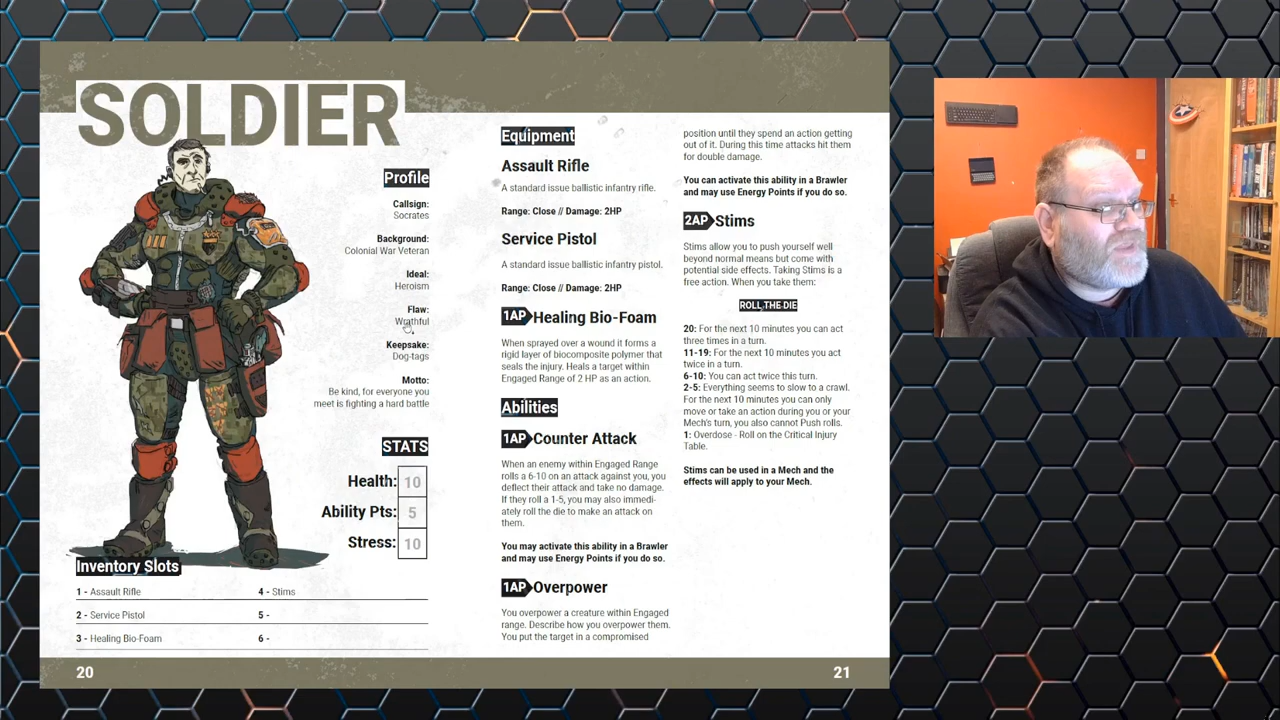 SOLDIER
Profile
Callsign:
Socrates
Background:
Colonial War Veteran
Ideal:
Heroism
Flaw:
Wrathful
Keepsake:
Dog-tags
Motto:
Be kind, for everyone you
meet is fighting a hard battle
STATS
Health: 10
Ability Pts: 5
Stress: 10
Inventory Slots
1 - Assault Rifle
2 - Service Pistol
3 - Healing Bio-Foam
4 - Stims
5 -
6 -
20
Equipment
Assault Rifle
A standard issue ballistic infantry rifle.
Range: Close // Damage: 2HP
Service Pistol
A standard issue ballistic infantry pistol.
Range: Close // Damage: 2HP
1AP Healing Bio-Foam
When sprayed over a wound it forms a
rigid layer of biocomposite polymer that
seals the injury. Heals a target within
Engaged Range of 2 HP as an action.
Abilities
1AP Counter Attack
When an enemy within Engaged Range
rolls a 6-10 on an attack against you, you
deflect their attack and take no damage.
If they roll a 1-5, you may also immedi-
ately roll the die to make an attack on
them.
You may activate this ability in a Brawler
and may use Energy Points if you do so.
1AP Overpower
You overpower a creature within Engaged
range. Describe how you overpower them.
You put the target in a compromised
position until they spend an action getting
out of it. During this time attacks hit them
for double damage.
You can activate this ability in a Brawler
and may use Energy Points if you do so.
2AP Stims
Stims allow you to push yourself well
beyond normal means but come with
potential side effects. Taking Stims is a
free action. When you take them:
ROLL THE DIE
20: For the next 10 minutes you can act
three times in a turn.
11-19: For the next 10 minutes you act
twice in a turn.
6-10: You can act twice this turn.
2-5: Everything seems to slow to a crawl.
For the next 10 minutes you can only
move or take an action during you or your
Mech's turn, you also cannot Push rolls.
1: Overdose - Roll on the Critical Injury
Table.
Stims can be used in a Mech and the
effects will apply to your Mech.
21